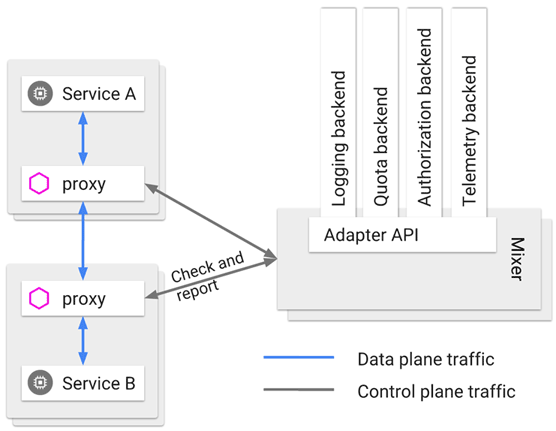 Service A
proxy
proxy
Service B
Check and
report
Logging backend
Quota backend
Authorization backend
Telemetry backend
Adapter API
Mixer
Data plane traffic
Control plane traffic